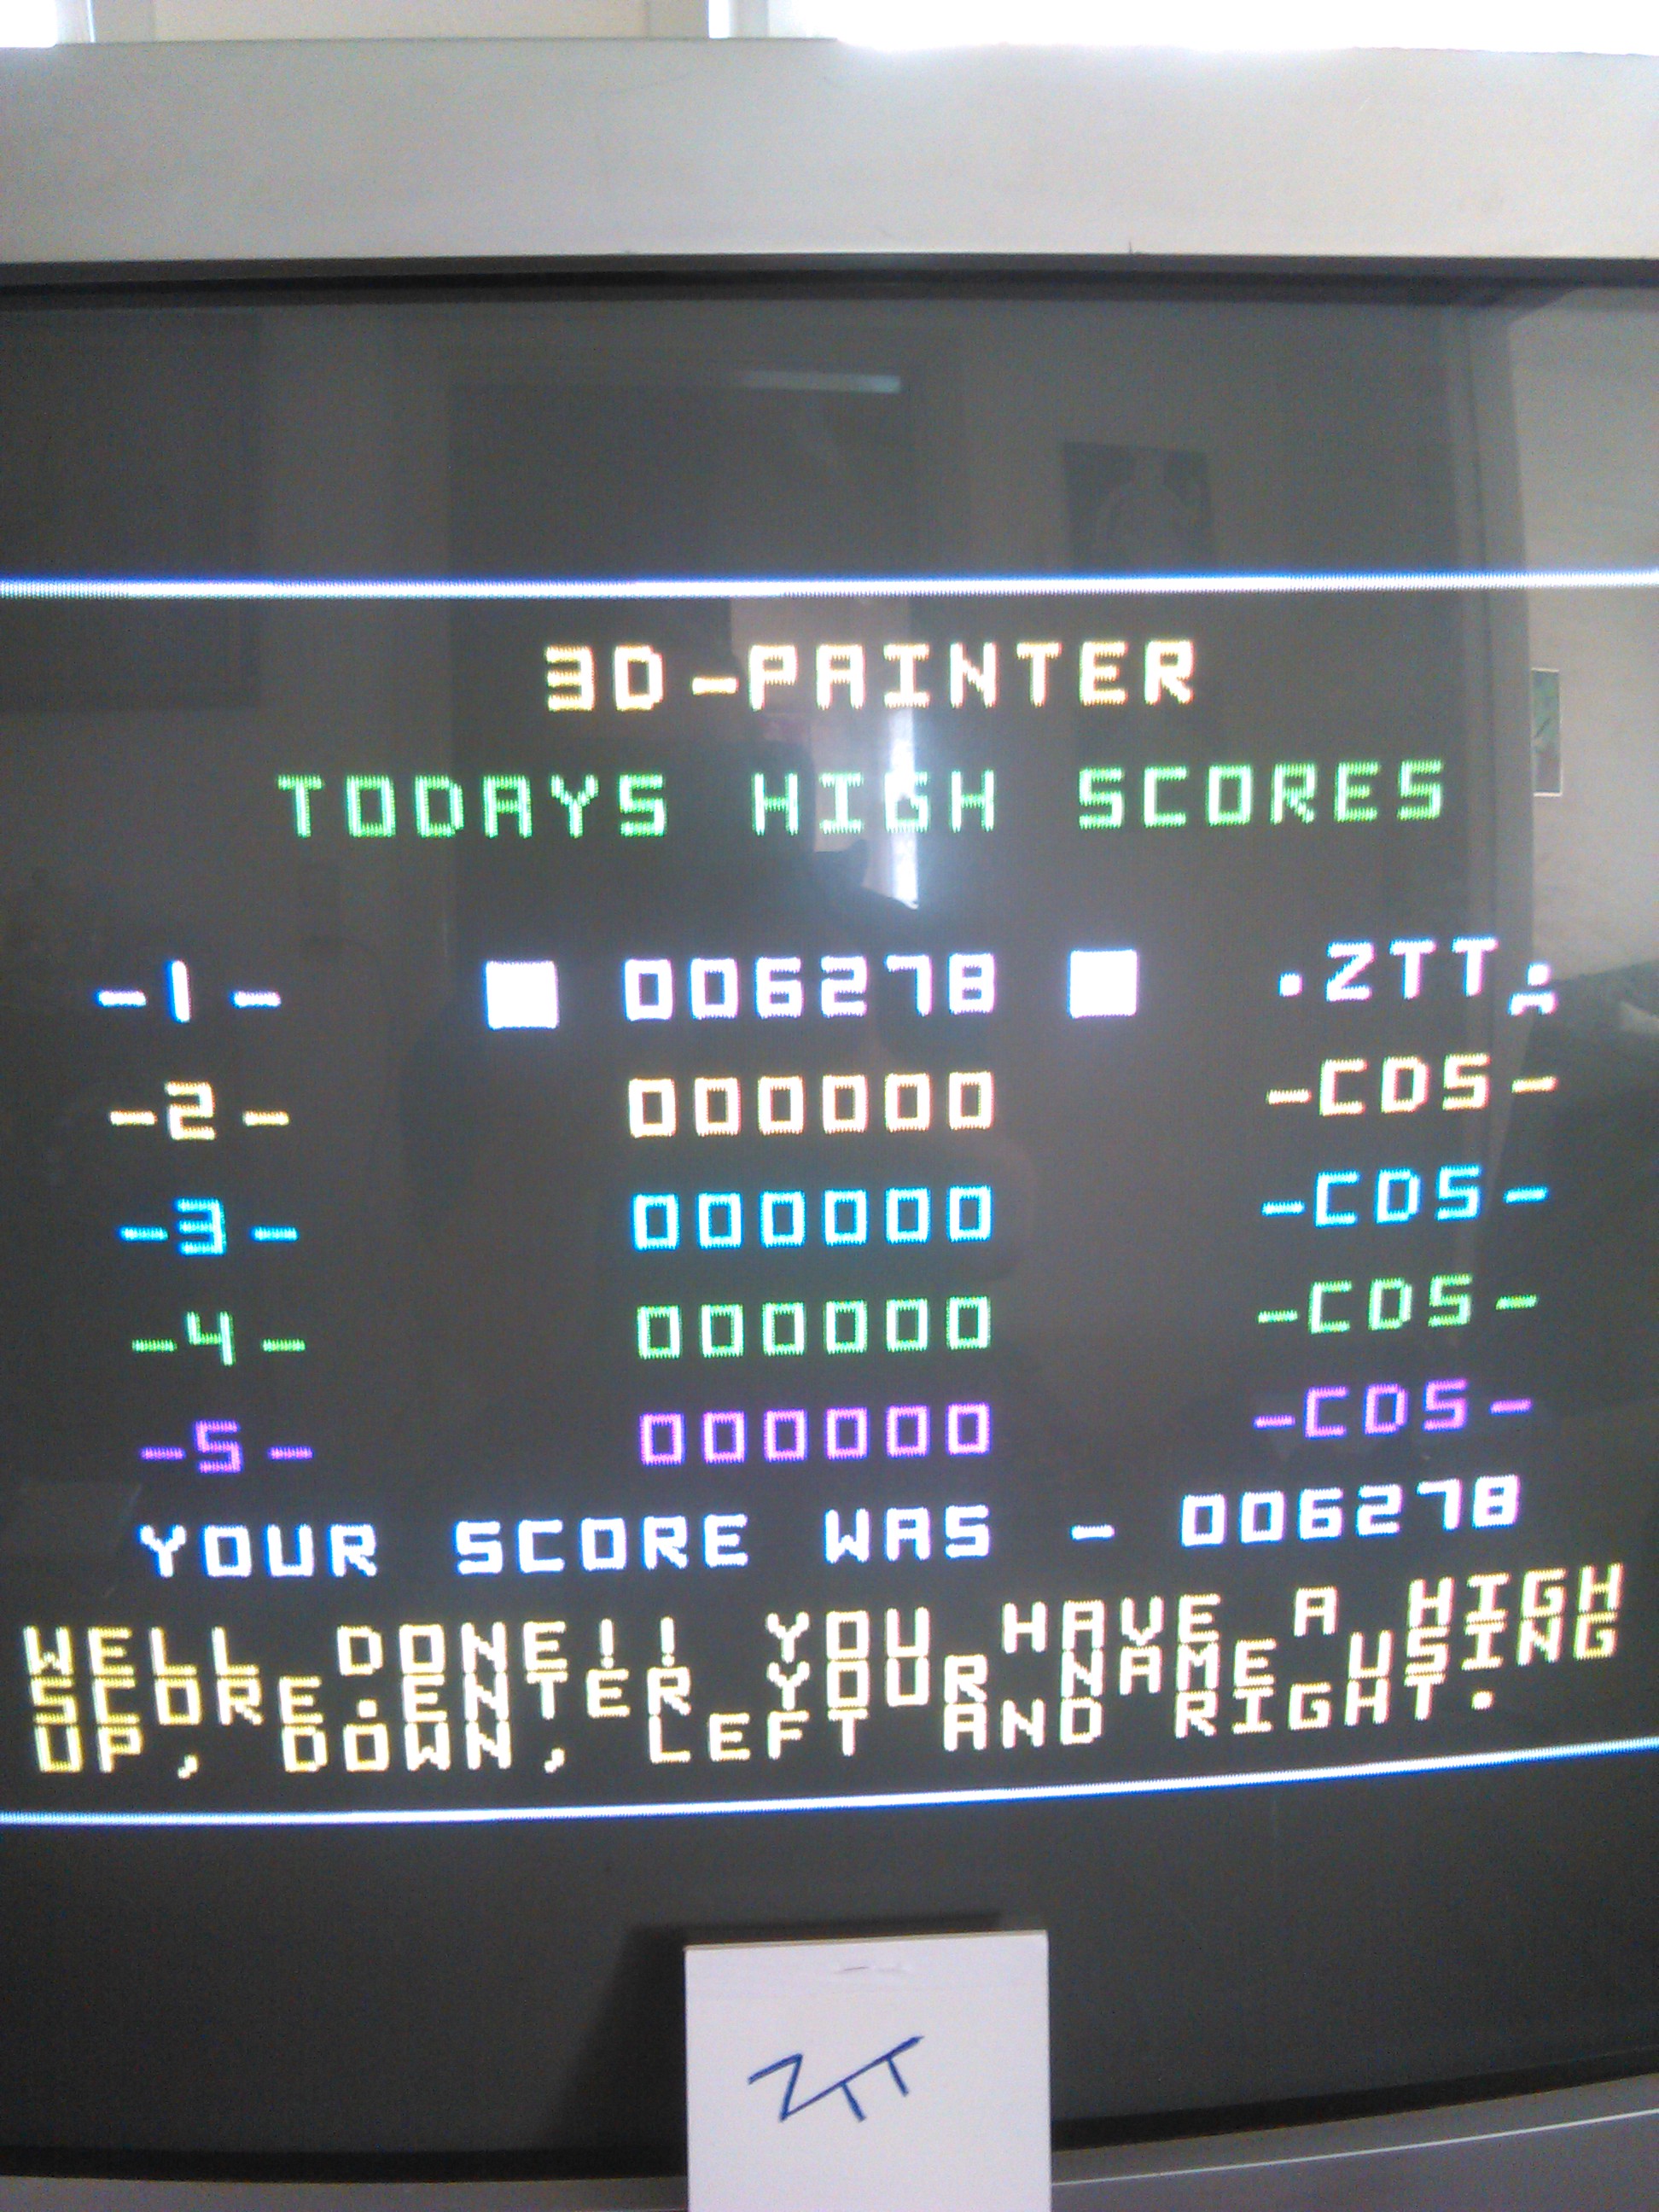 3D-PAINTER
TODAYS HIGH SCORES
-1- 006278 .ZTT.
-2- 000000 -CDS-
-3- 000000 -CDS-
-4- 000000 -CDS-
-5- 000000 -CDS-
YOUR SCORE WAS - 006278
WELL DONE!! YOU HAVE A HIGH
SCORE.ENTER YOUR NAME USING
UP, DOWN, LEFT AND RIGHT.
ZTT